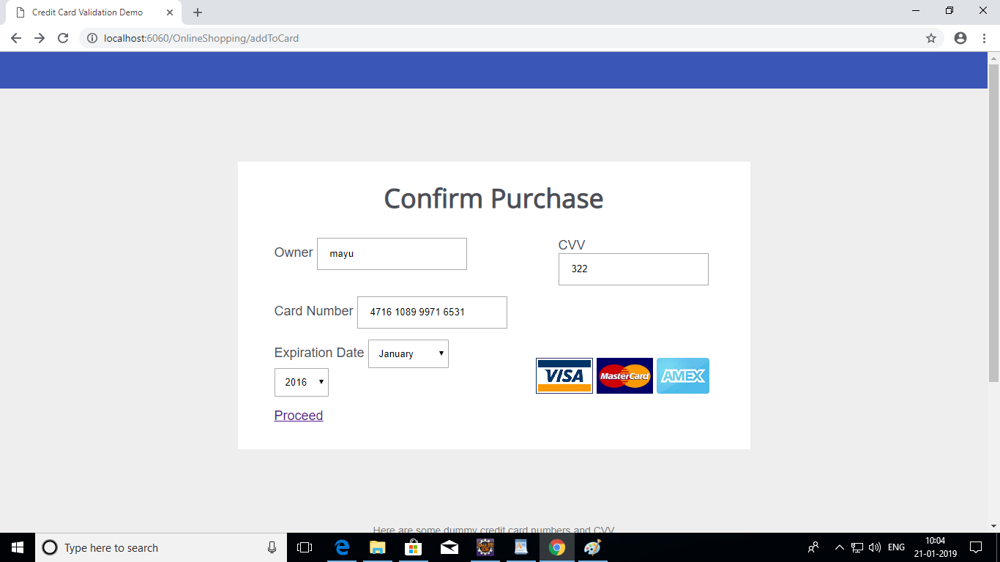 Credit Card Validation Demo
localhost:6060/OnlineShopping/addToCard
Confirm Purchase
Owner mayu
CVV
322
Card Number 4716 1089 9971 6531
Expiration Date January
2016
VISA MasterCard AMEX
Proceed
Here are some dummy credit card numbers and CVV
Type here to search
ENG
10:04
21-01-2019